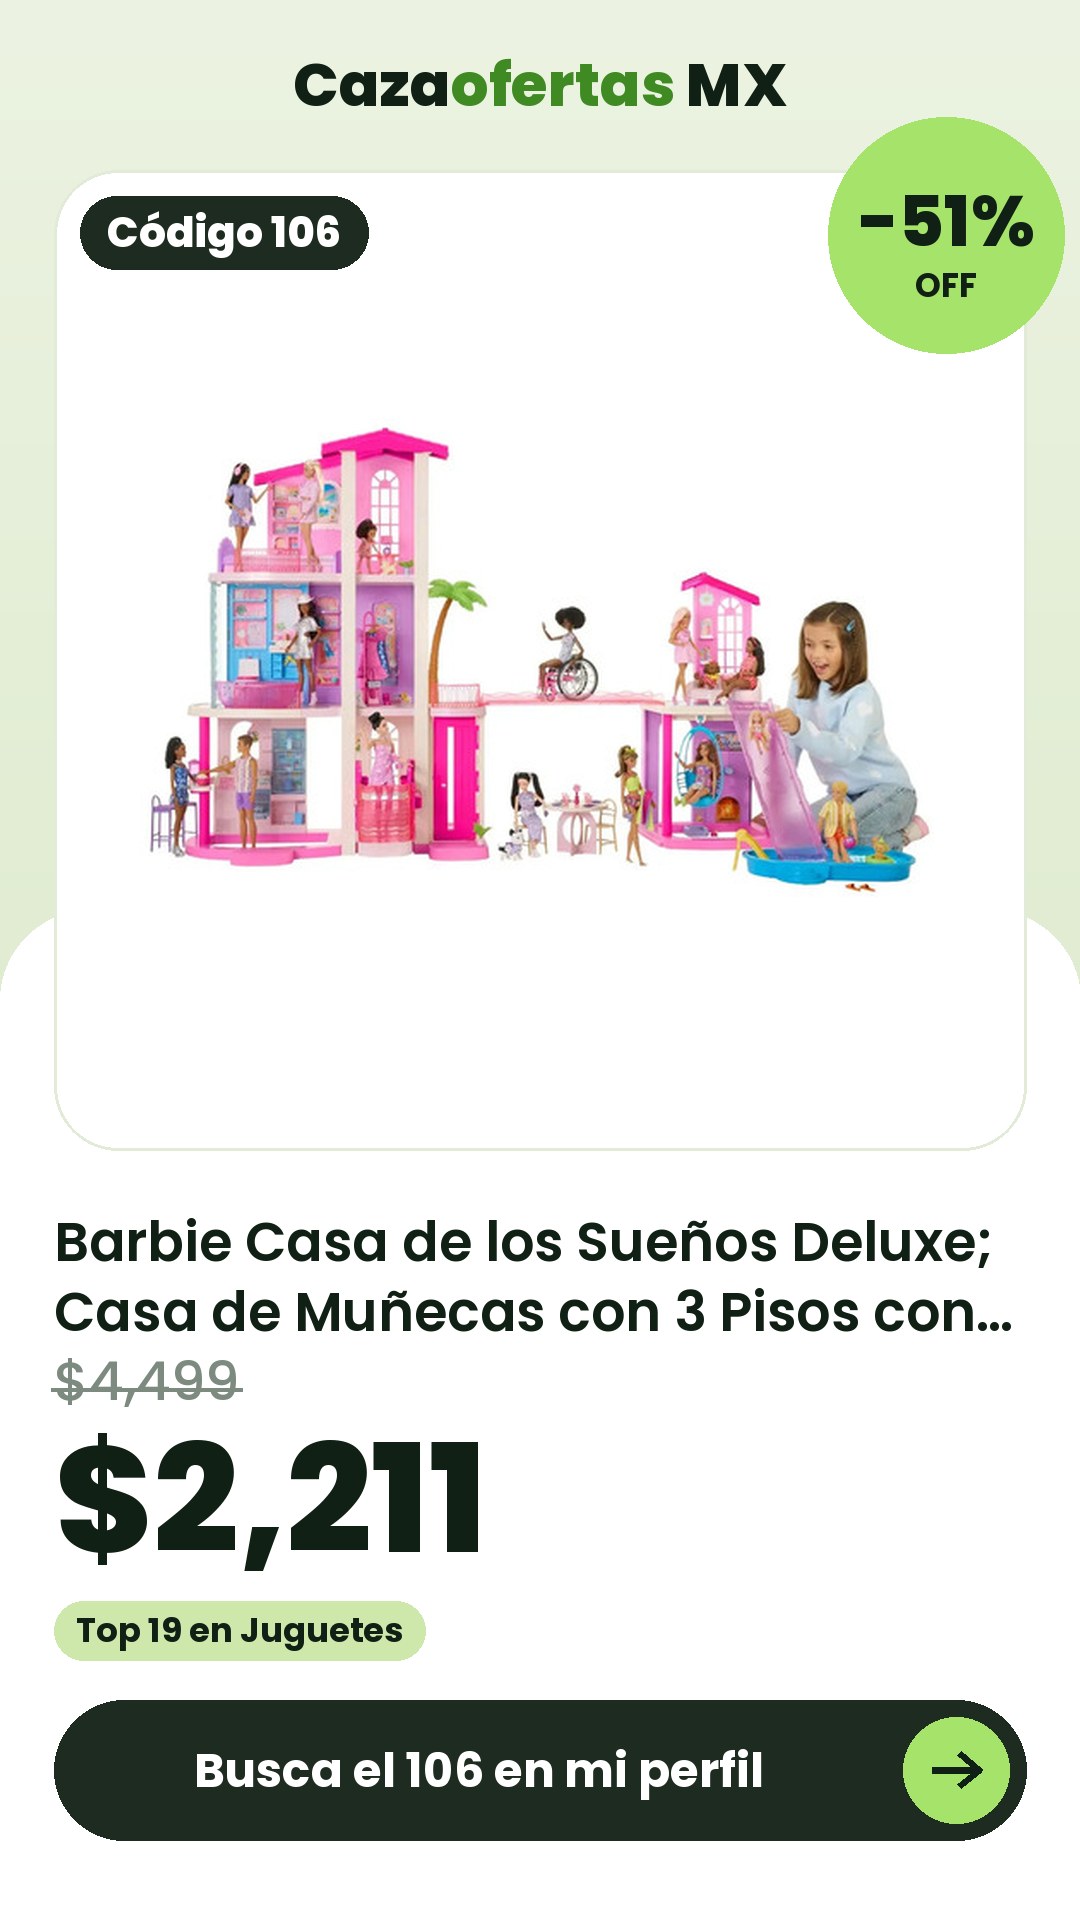 Cazaofertas MX
Código 106
-51%
OFF
Barbie Casa de los Sueños Deluxe;
Casa de Muñecas con 3 Pisos con...
$4,499
$2,211
Top 19 en Juguetes
Busca el 106 en mi perfil